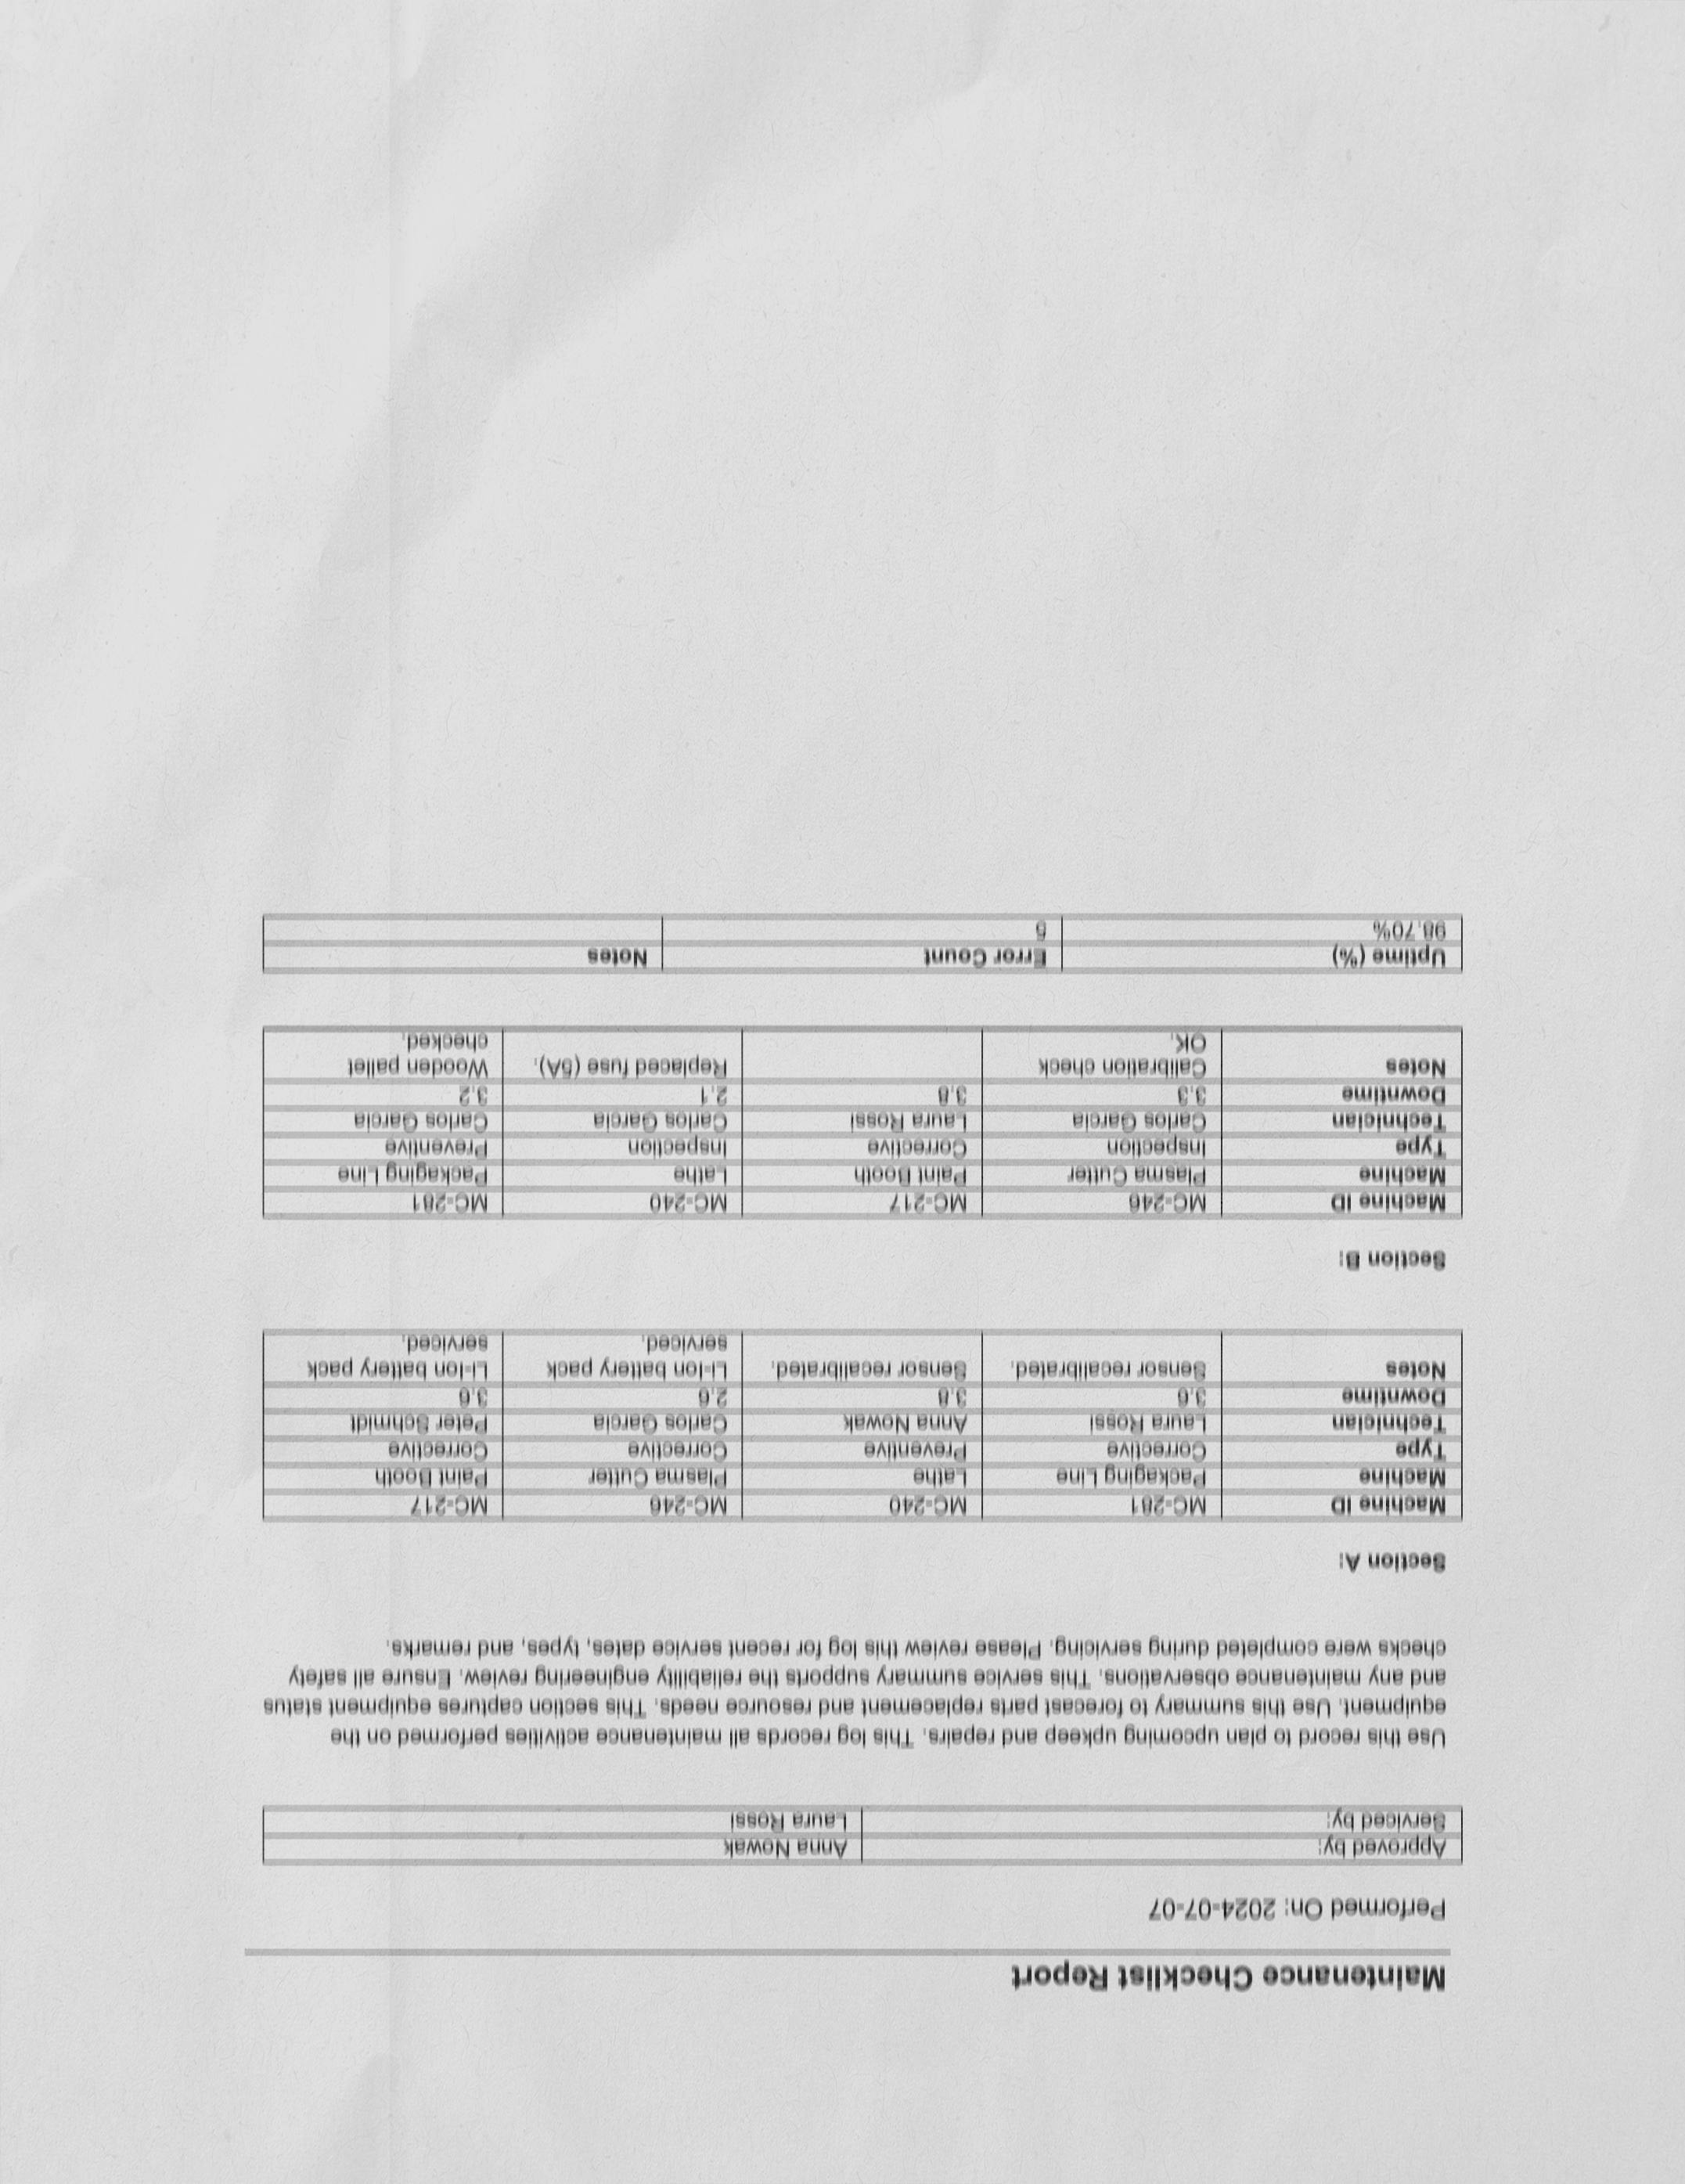 Maintenance Checklist Report
Performed On: 2024-07-07
Approved by: Anna Nowak
Serviced by: Laura Rossi
Use this record to plan upcoming upkeep and repairs. This log records all maintenance activities performed on the
equipment. Use this summary to forecast parts replacement and resource needs. This section captures equipment status
and any maintenance observations. This service summary supports the reliability engineering review. Ensure all safety
checks were completed during servicing. Please review this log for recent service dates, types, and remarks.
Section A:
Machine ID MC-281 MC-240 MC-246 MC-217
Machine Packaging Line Lathe Plasma Cutter Paint Booth
Type Corrective Preventive Corrective Corrective
Technician Laura Rossi Anna Nowak Carlos Garcia Peter Schmidt
Downtime 3.6 3.8 2.6 3.6
Notes Sensor recalibrated. Sensor recalibrated. Li-Ion battery pack Li-Ion battery pack
serviced. serviced.
Section B:
Machine ID MC-246 MC-217 MC-240 MC-281
Machine Plasma Cutter Paint Booth Lathe Packaging Line
Type Inspection Corrective Inspection Preventive
Technician Carlos Garcia Laura Rossi Carlos Garcia Carlos Garcia
Downtime 3.3 3.8 2.1 3.2
Notes Calibration check Replaced fuse (5A). Wooden pallet
OK. checked.
Uptime (%) Error Count Notes
98.70% 5